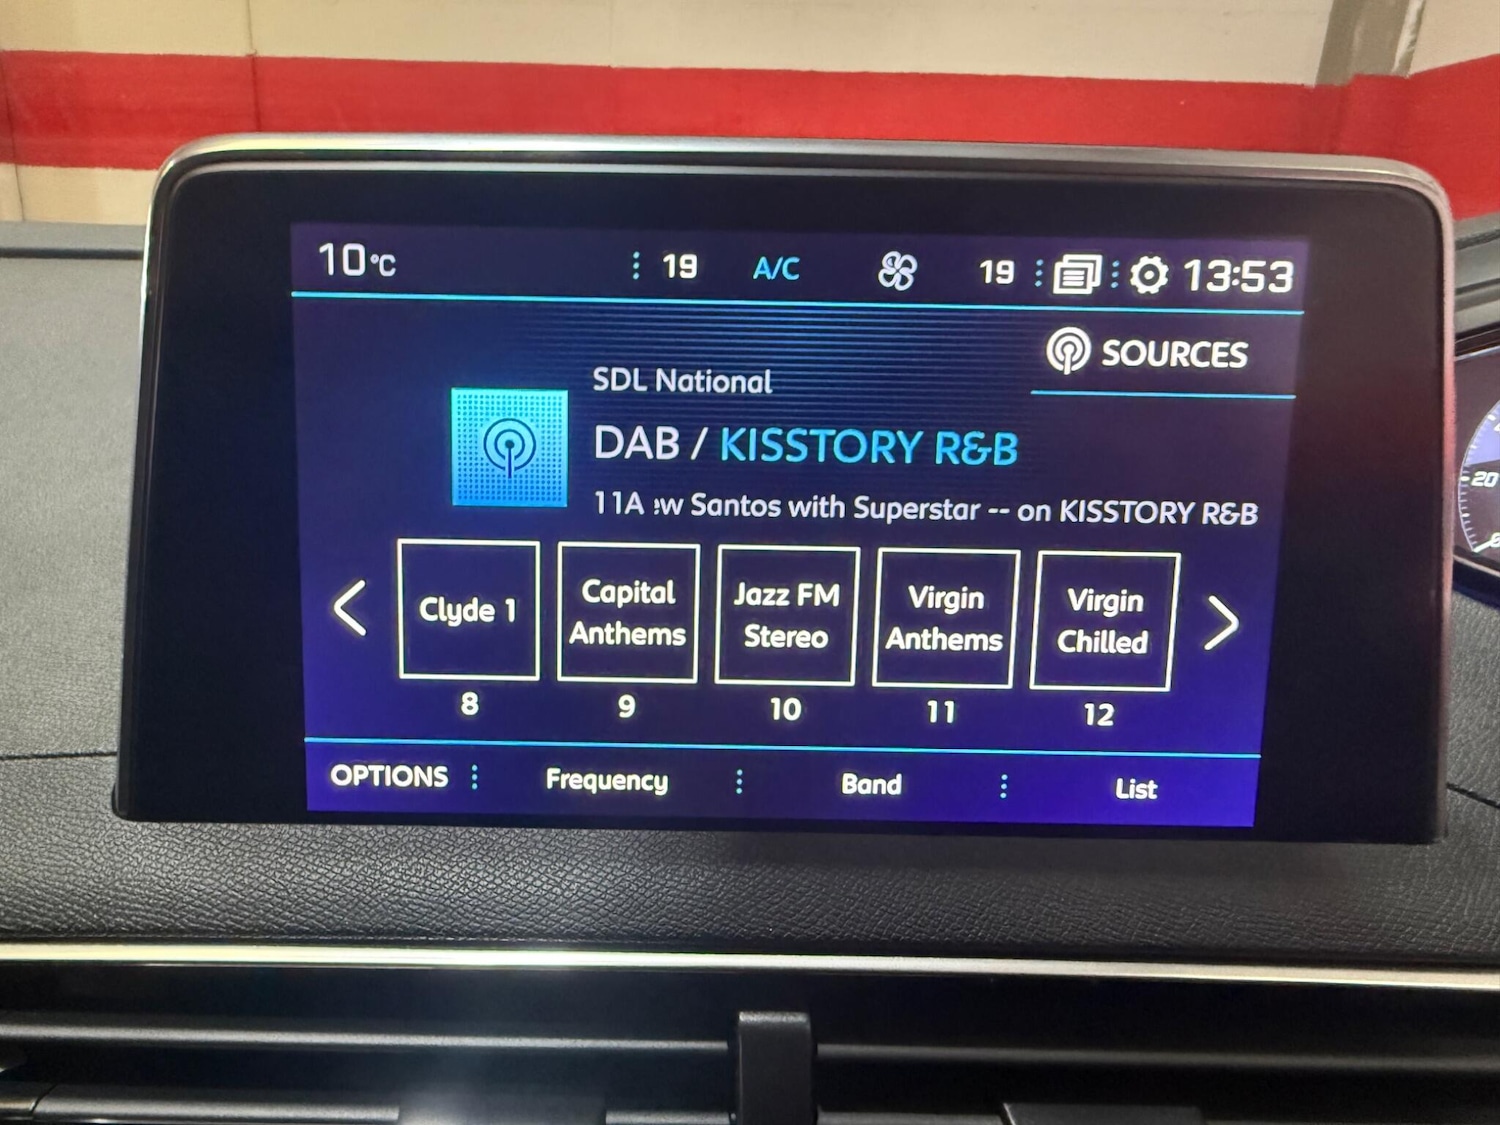 10°C 19 A/C 19 13:53
SOURCES
SDL National
DAB / KISSTORY R&B
11A :w Santos with Superstar -- on KISSTORY R&B
Clyde 1
Capital
Anthems
Jazz FM
Stereo
Virgin
Anthems
Virgin
Chilled
8 9 10 11 12
OPTIONS Frequency Band List
20